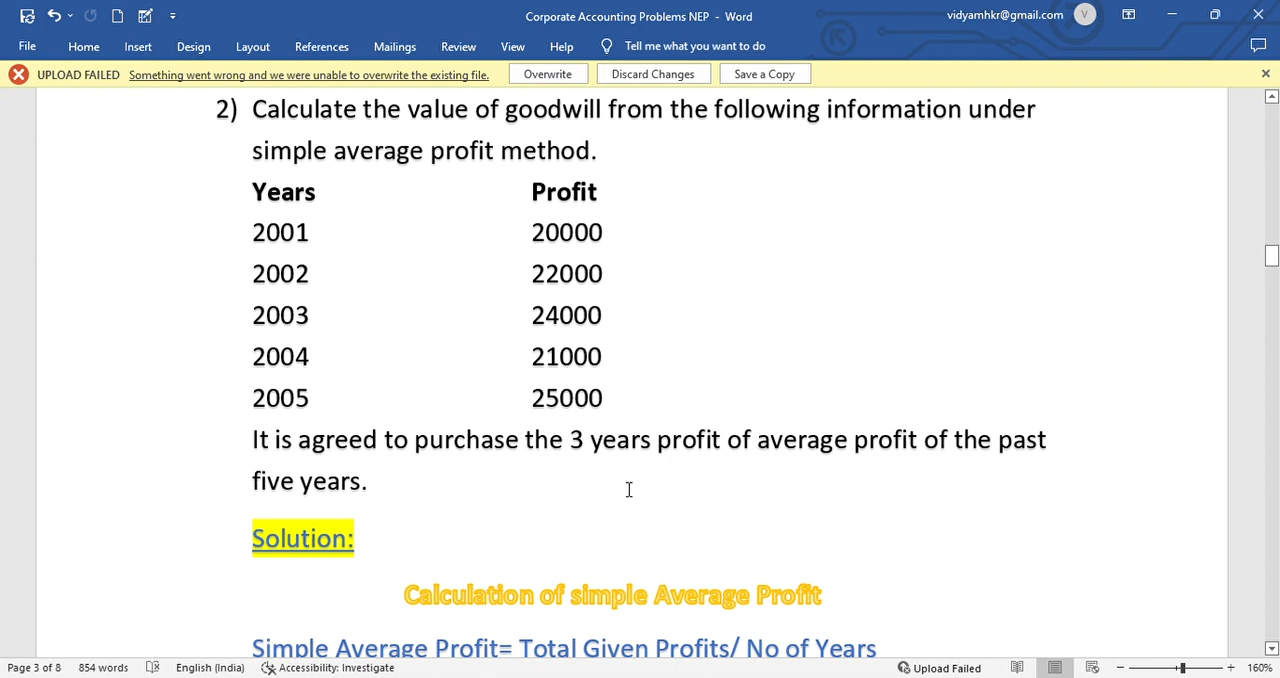 Corporate Accounting Problems NEP - Word
vidyamhkr@gmail.com V
File Home Insert Design Layout References Mailings Review View Help Tell me what you want to do
UPLOAD FAILED Something went wrong and we were unable to overwrite the existing file. Overwrite Discard Changes Save a Copy
2) Calculate the value of goodwill from the following information under
simple average profit method.
Years Profit
2001 20000
2002 22000
2003 24000
2004 21000
2005 25000
It is agreed to purchase the 3 years profit of average profit of the past
five years.
Solution:
Calculation of simple Average Profit
Simple Average Profit= Total Given Profits/ No of Years
Page 3 of 8 854 words English (India) Accessibility: Investigate Upload Failed 160%